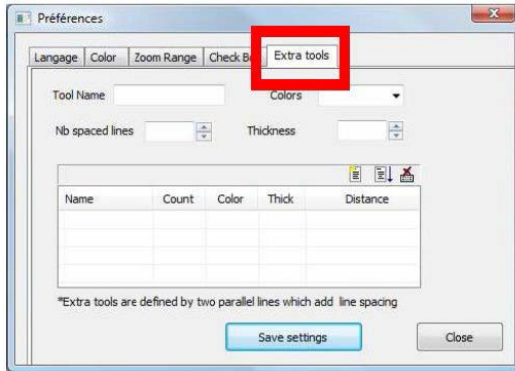 Préférences
Langage Color Zoom Range Check Extra tools
Tool Name Colors
Nb spaced lines Thickness
Name Count Color Thick Distance
*Extra tools are defined by two parallel lines which add line spacing
Save settings Close